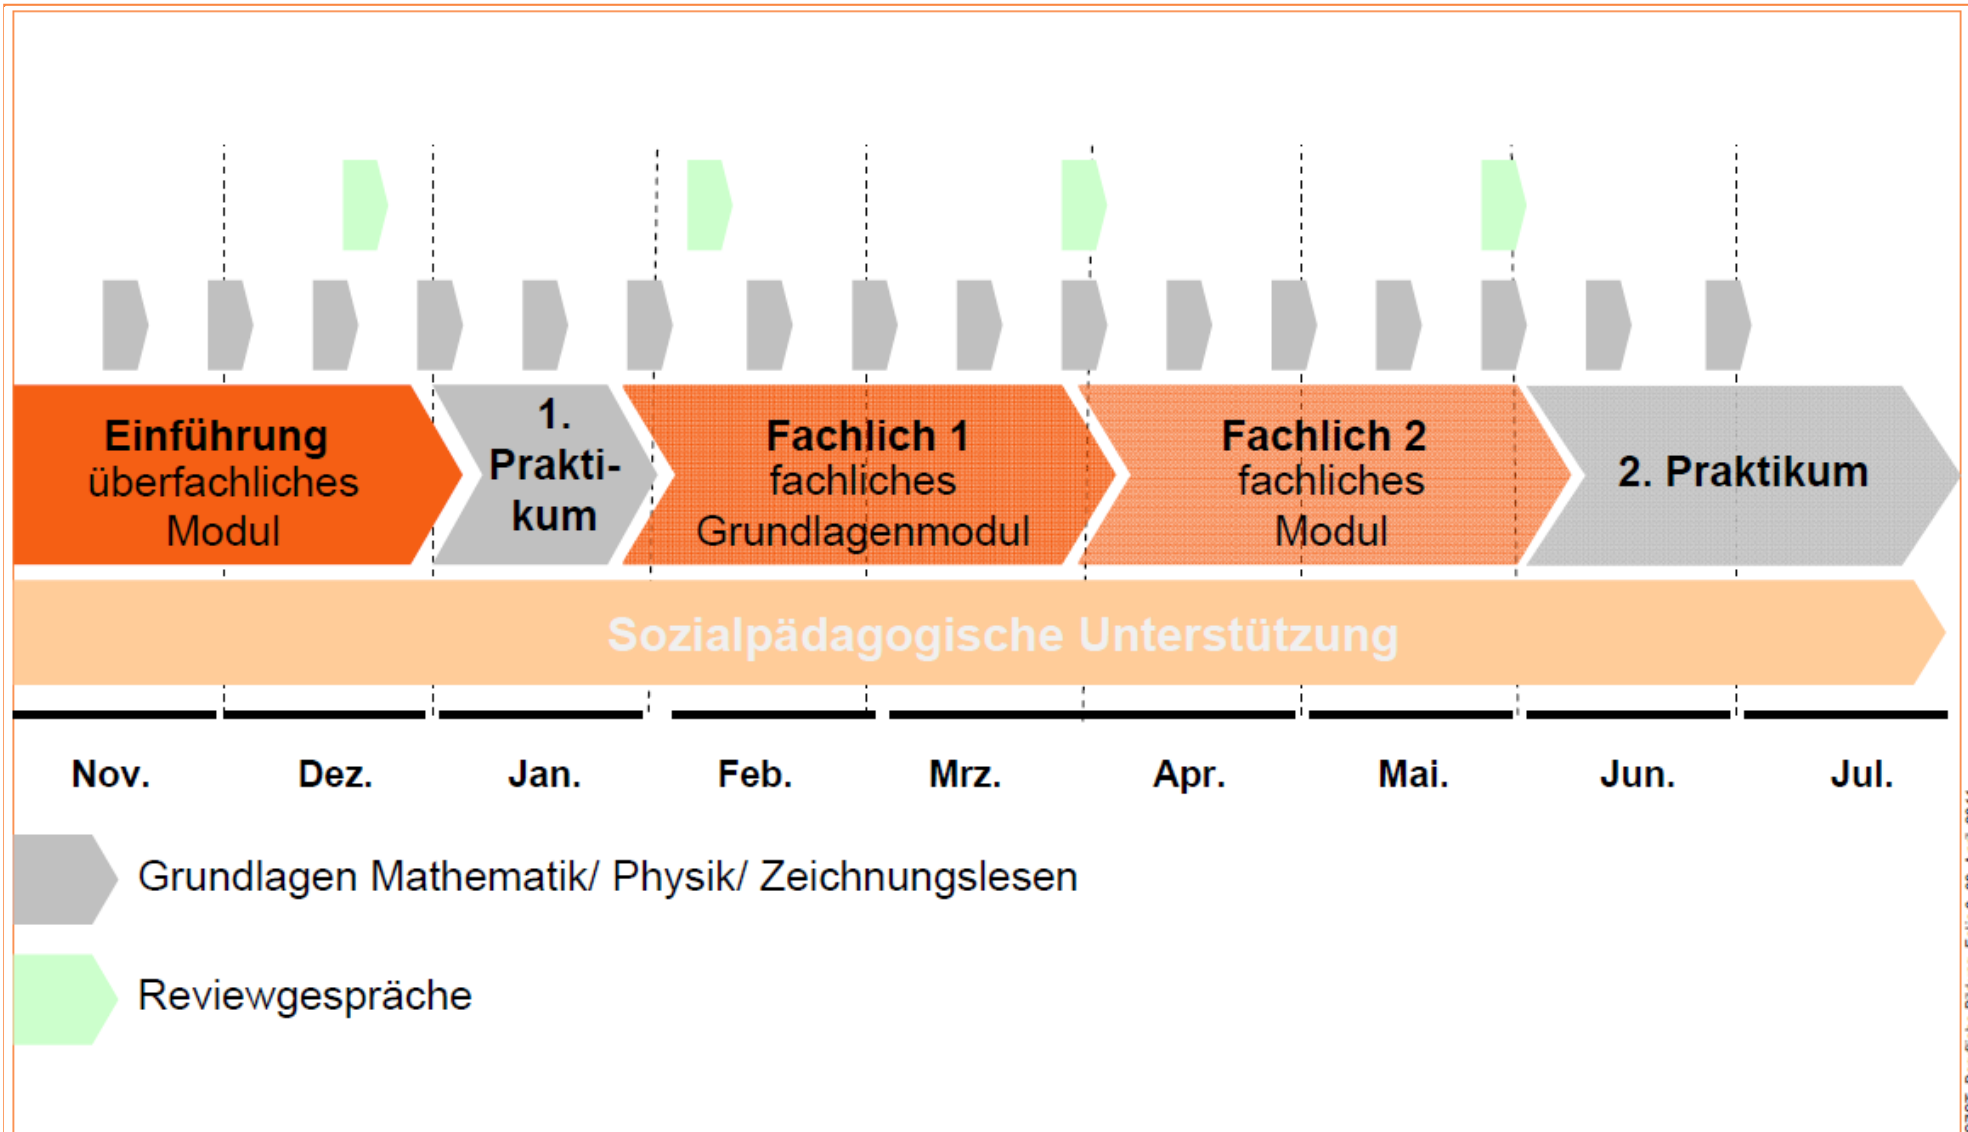 Einführung
überfachliches
Modul
1.
Prakti-
kum
Fachlich 1
fachliches
Grundlagenmodul
Fachlich 2
fachliches
Modul
2. Praktikum
Sozialpädagogische Unterstützung
Nov. Dez. Jan. Feb. Mrz. Apr. Mai. Jun. Jul.
Grundlagen Mathematik/ Physik/ Zeichnungslesen
Reviewgespräche